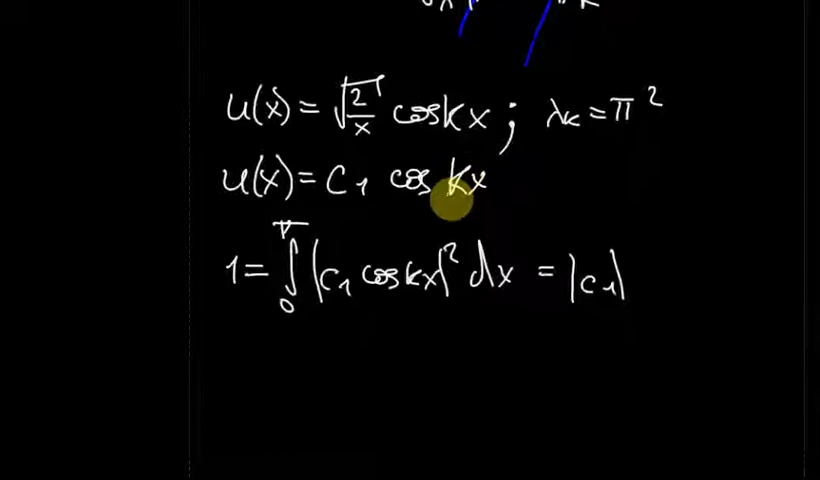 u(x) = √(2/x) cos kx ; λk = π²
u(x) = C₁ cos kx
1 = ∫₀^π |c₁ cos kx|² dx = |c₁|